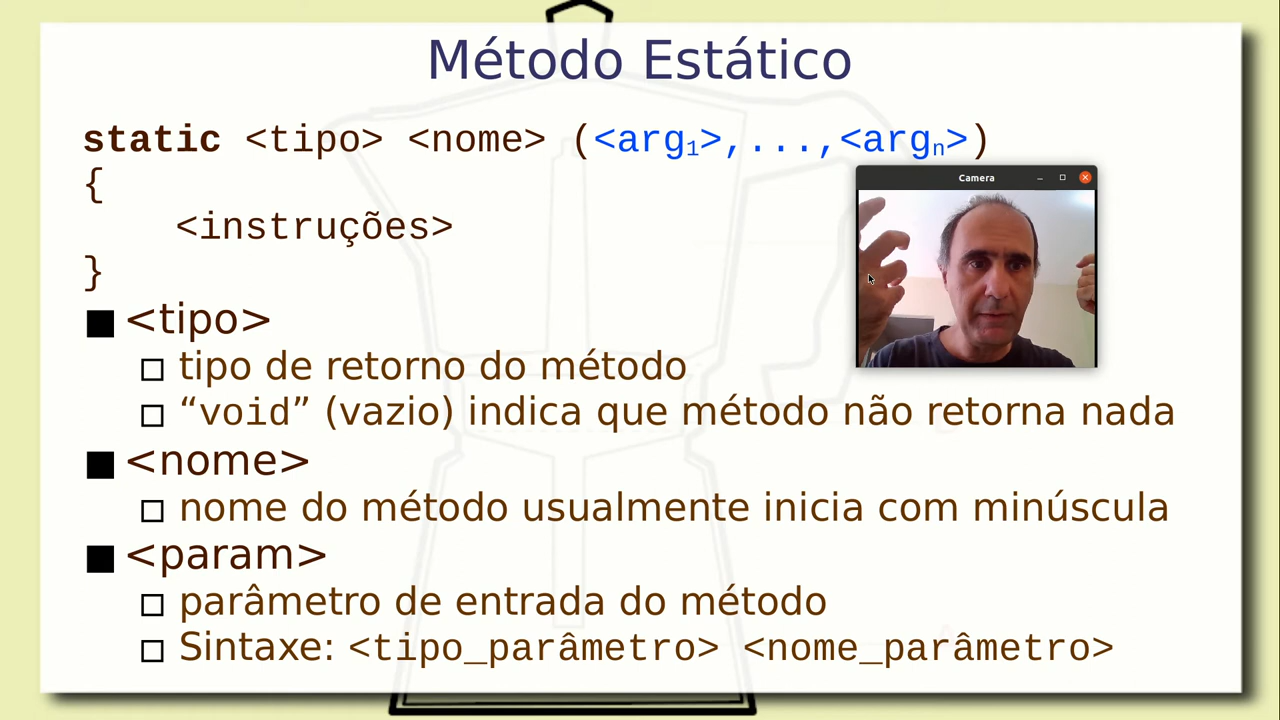 Método Estático
static <tipo> <nome> (<arg1>,...,<argn>)
{
Camera
<instruções>
}
■ <tipo>
□ tipo de retorno do método
□ “void” (vazio) indica que método não retorna nada
■ <nome>
□ nome do método usualmente inicia com minúscula
■ <param>
□ parâmetro de entrada do método
□ Sintaxe: <tipo_parâmetro> <nome_parâmetro>